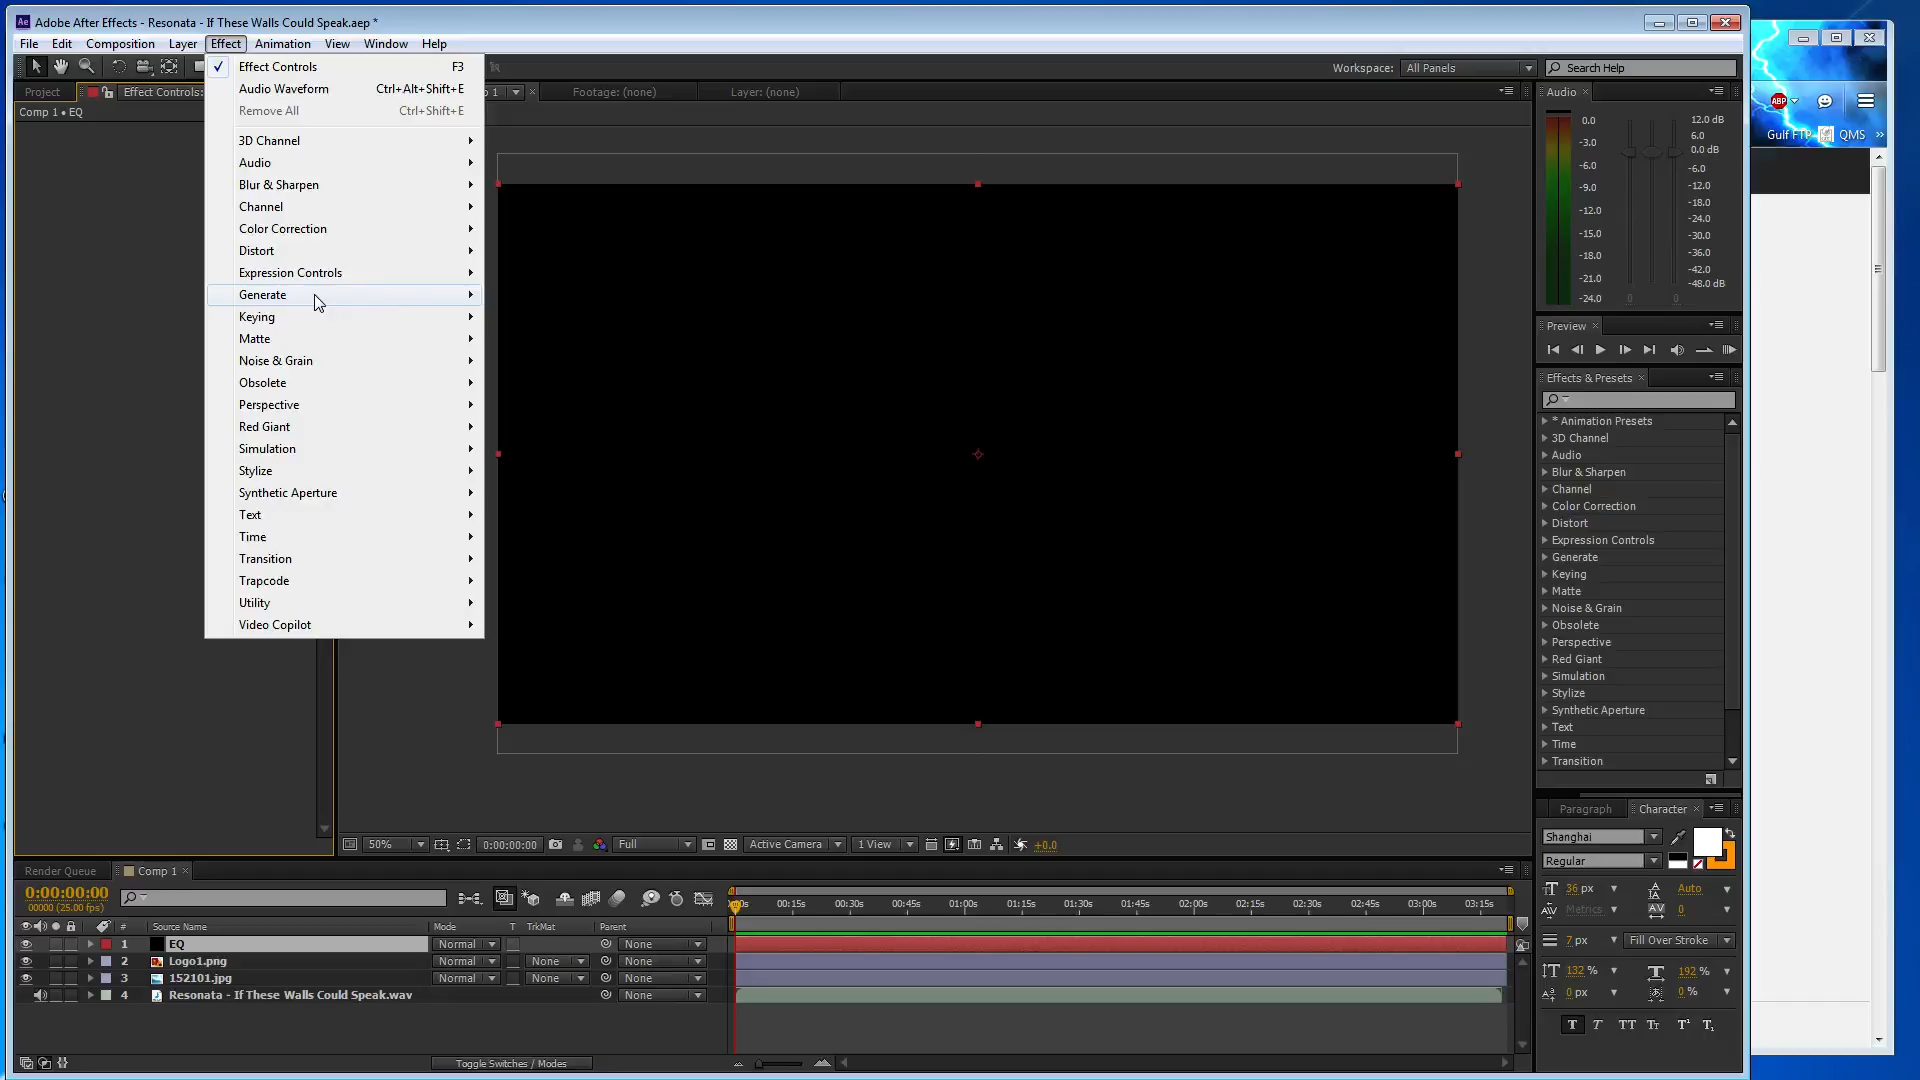 Adobe After Effects - Resonata - If These Walls Could Speak.aep *
File Edit Composition Layer Effect Animation View Window Help
Workspace: All Panels Search Help
Project Effect Controls:
Comp 1 • EQ
Effect Controls F3
Audio Waveform Ctrl+Alt+Shift+E
Remove All Ctrl+Shift+E
3D Channel
Audio
Blur & Sharpen
Channel
Color Correction
Distort
Expression Controls
Generate
Keying
Matte
Noise & Grain
Obsolete
Perspective
Red Giant
Simulation
Stylize
Synthetic Aperture
Text
Time
Transition
Trapcode
Utility
Video Copilot
1 Footage: (none) Layer: (none)
Audio
0.0 12.0 dB
-3.0 6.0
-6.0 0.0 dB
-9.0 -6.0
-12.0 -12.0
-15.0 -18.0
-18.0 -24.0
-21.0 -30.0
-24.0 -36.0
-42.0
-48.0 dB
0 0
ABP
Gulf FTP QMS »
Preview
Effects & Presets
* Animation Presets
3D Channel
Audio
Blur & Sharpen
Channel
Color Correction
Distort
Expression Controls
Generate
Keying
Matte
Noise & Grain
Obsolete
Perspective
Red Giant
Simulation
Stylize
Synthetic Aperture
Text
Time
Transition
Paragraph Character
Shanghai
Regular
36 px Auto
Metrics 0
7 px Fill Over Stroke
132 % 192 %
0 px 0 %
T T TT Tt T¹ T₁
50% 0:00:00:00 Full Active Camera 1 View +0.0
Render Queue Comp 1
0:00:00:00
00000 (25.00 fps)
00:15s 00:30s 00:45s 01:00s 01:15s 01:30s 01:45s 02:00s 02:15s 02:30s 02:45s 03:00s 03:15s
# Source Name Mode T TrkMat Parent
1 EQ Normal None
2 Logo1.png Normal None None
3 152101.jpg Normal None None
4 Resonata - If These Walls Could Speak.wav None
Toggle Switches / Modes